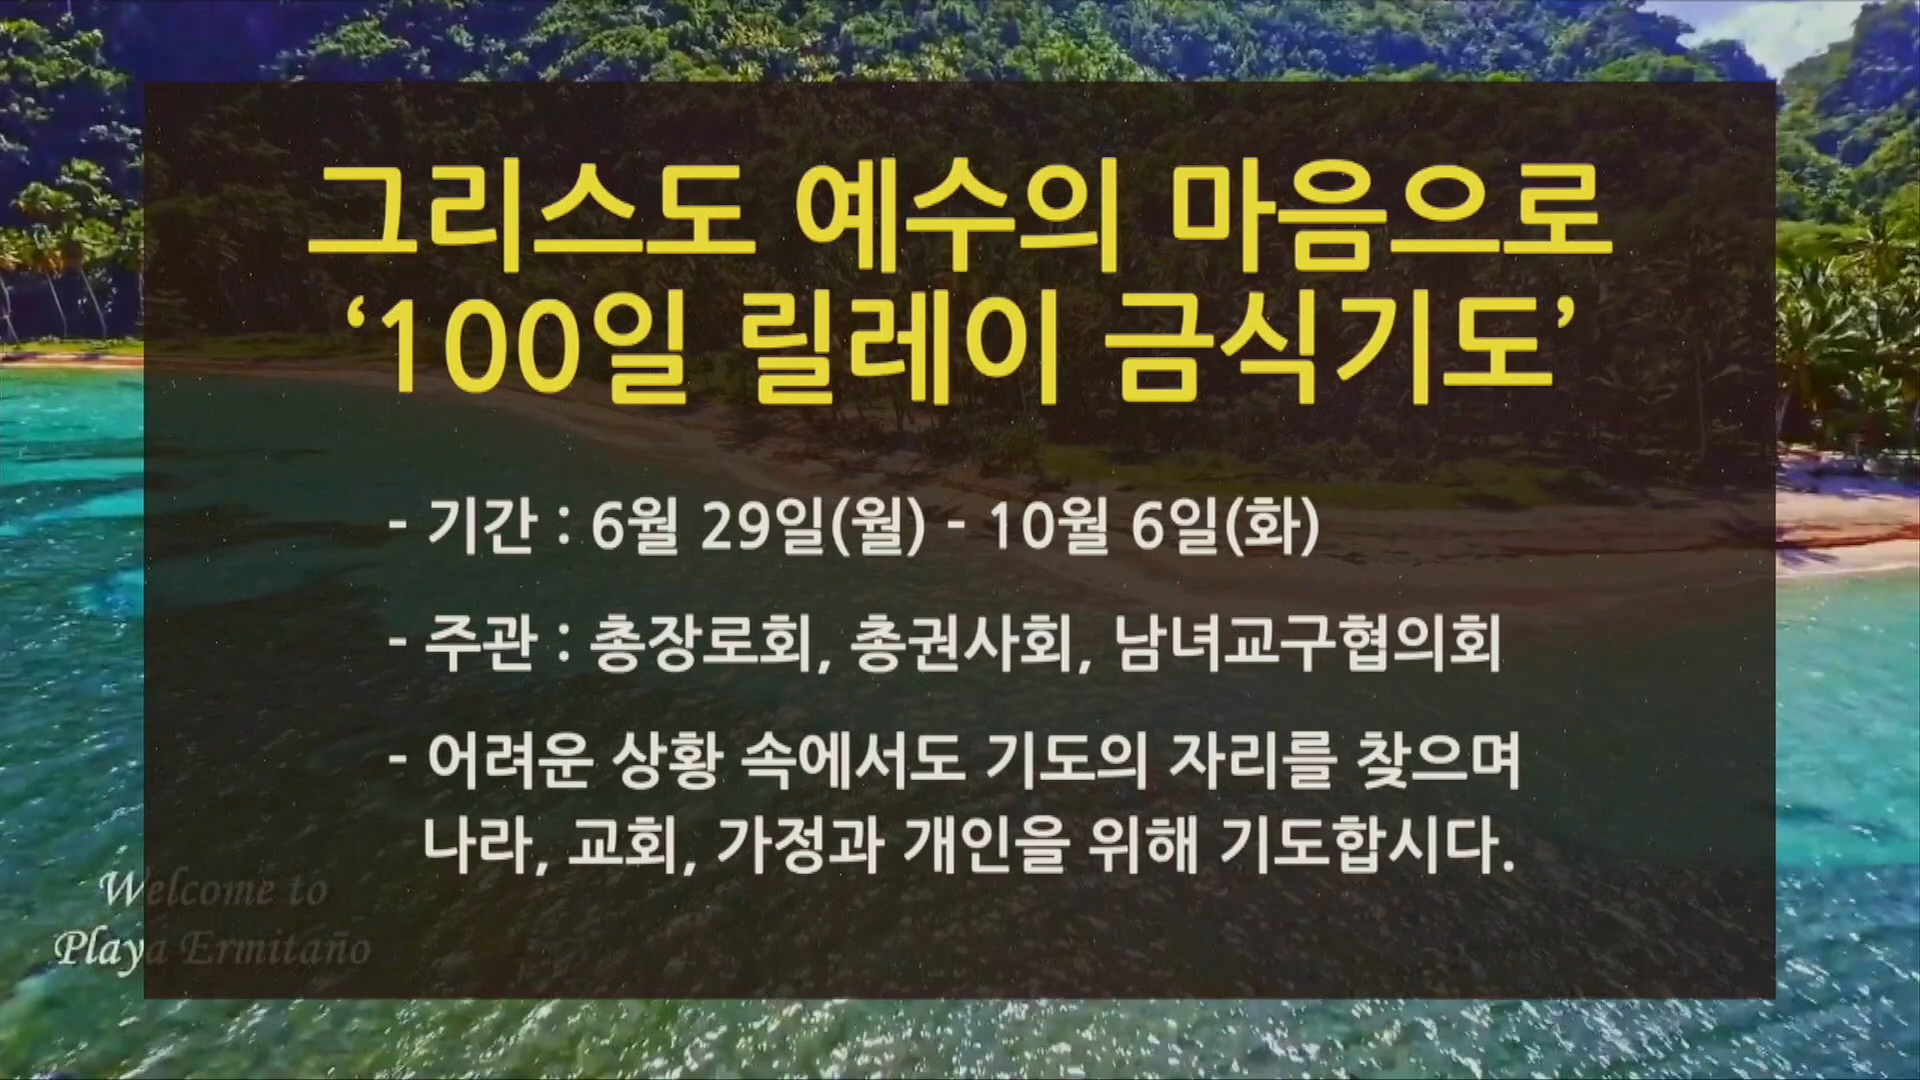 그리스도 예수의 마음으로
‘100일 릴레이 금식기도’
- 기간 : 6월 29일(월) - 10월 6일(화)
- 주관 : 총장로회, 총권사회, 남녀교구협의회
- 어려운 상황 속에서도 기도의 자리를 찾으며
나라, 교회, 가정과 개인을 위해 기도합시다.
Welcome to
Playa Ermitaño